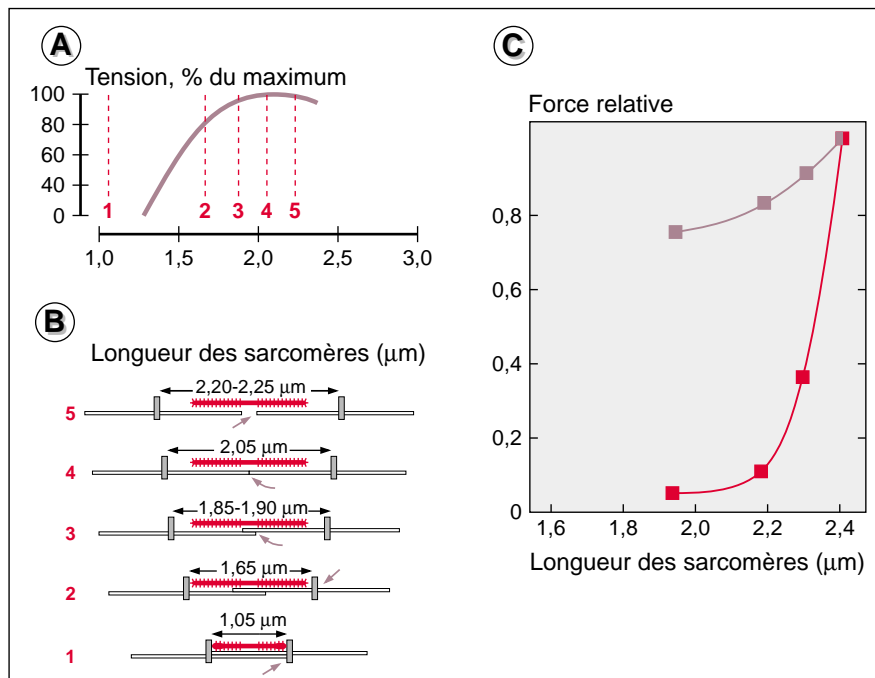 A
Tension, % du maximum
100
80
60
40
20
0
1 2 3 4 5
1,0 1,5 2,0 2,5 3,0
B
Longueur des sarcomères (μm)
5 2,20-2,25 μm
4 2,05 μm
3 1,85-1,90 μm
2 1,65 μm
1 1,05 μm
C
Force relative
0,8
0,6
0,4
0,2
0
1,6 1,8 2,0 2,2 2,4
Longueur des sarcomères (μm)